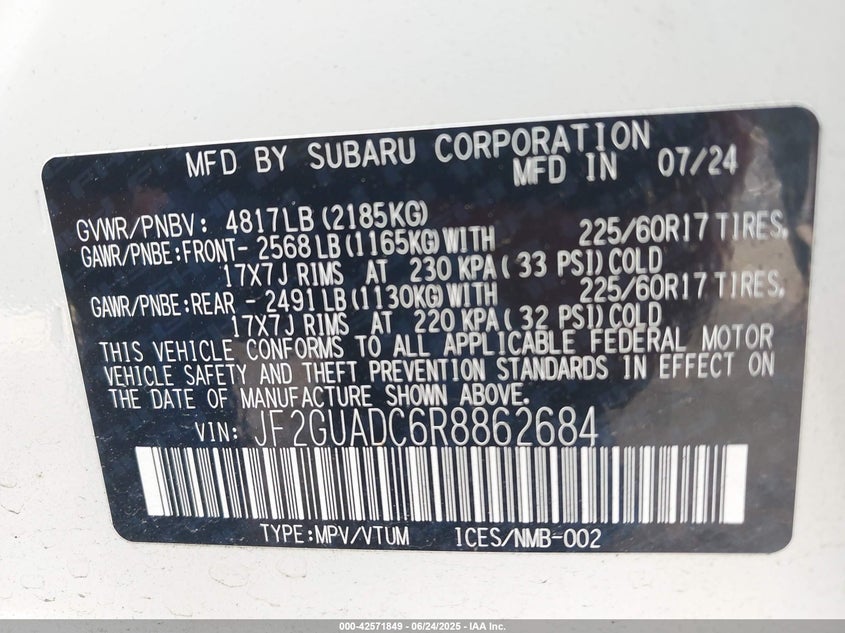 MFD BY SUBARU CORPORATION
MFD IN 07/24
GVWR/PNBV: 4817LB (2185KG)
GAWR/PNBE:FRONT- 2568 LB (1165KG) WITH 225/60R17 TIRES,
17X7J RIMS AT 230 KPA ( 33 PSI) COLD
GAWR/PNBE:REAR - 2491 LB (1130KG) WITH 225/60R17 TIRES,
17X7J RIMS AT 220 KPA ( 32 PSI) COLD
THIS VEHICLE CONFORMS TO ALL APPLICABLE FEDERAL MOTOR
VEHICLE SAFETY AND THEFT PREVENTION STANDARDS IN EFFECT ON
THE DATE OF MANUFACTURE SHOWN ABOVE.
VIN: JF2GUADC6R8862684
TYPE:MPV/VTUM ICES/NMB-002
000-42571849 - 06/24/2025 - IAA Inc.